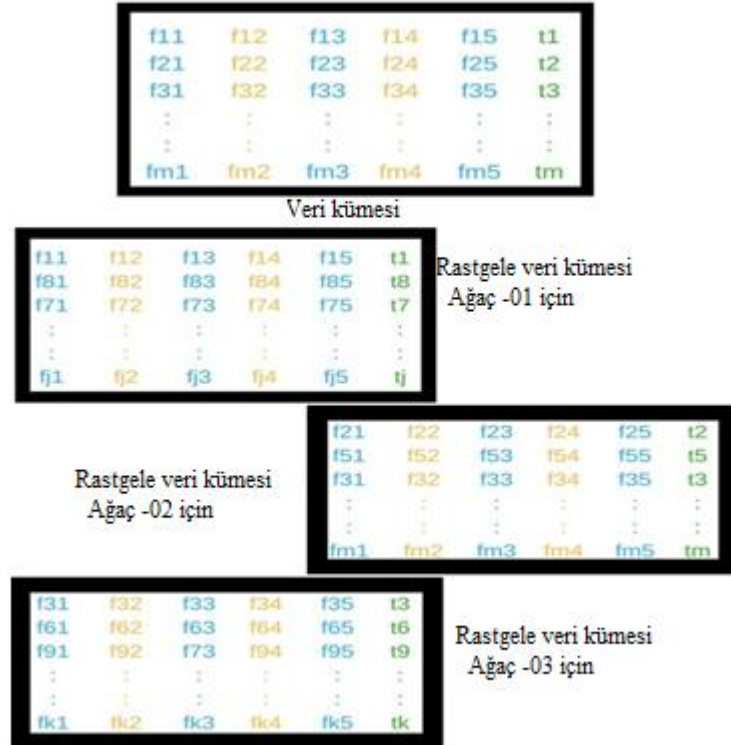 f11 f12 f13 f14 f15 t1
f21 f22 f23 f24 f25 t2
f31 f32 f33 f34 f35 t3
: : : : : :
: : : : : :
fm1 fm2 fm3 fm4 fm5 tm
Veri kümesi
f11 f12 f13 f14 f15 t1
f81 f82 f83 f84 f85 t8
f71 f72 f73 f74 f75 t7
: : : : : :
: : : : : :
fj1 fj2 fj3 fj4 fj5 tj
Rastgele veri kümesi
Ağaç -01 için
f21 f22 f23 f24 f25 t2
f51 f52 f53 f54 f55 t5
f31 f32 f33 f34 f35 t3
: : : : : :
: : : : : :
fm1 fm2 fm3 fm4 fm5 tm
Rastgele veri kümesi
Ağaç -02 için
f31 f32 f33 f34 f35 t3
f61 f62 f63 f64 f65 t6
f91 f92 f73 f94 f95 t9
: : : : : :
: : : : : :
fk1 fk2 fk3 fk4 fk5 tk
Rastgele veri kümesi
Ağaç -03 için